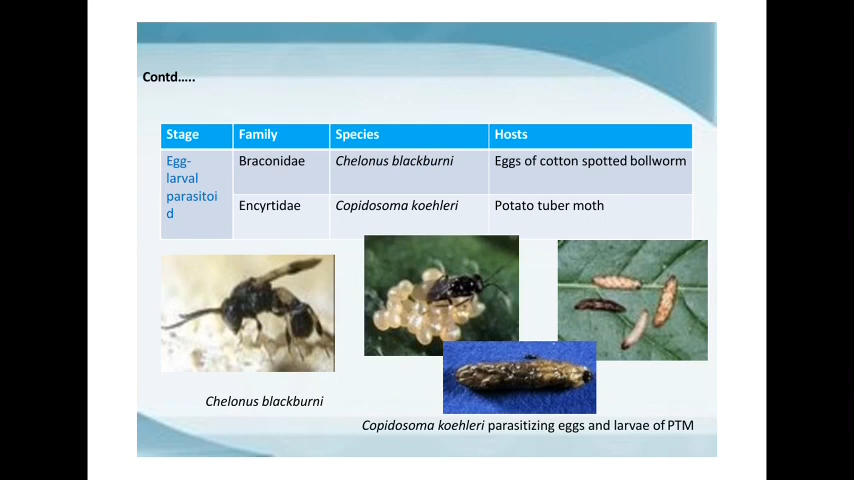 Contd…..
Stage Family Species Hosts
Egg-
larval
parasitoi
d
Braconidae Chelonus blackburni Eggs of cotton spotted bollworm
Encyrtidae Copidosoma koehleri Potato tuber moth
Chelonus blackburni
Copidosoma koehleri parasitizing eggs and larvae of PTM